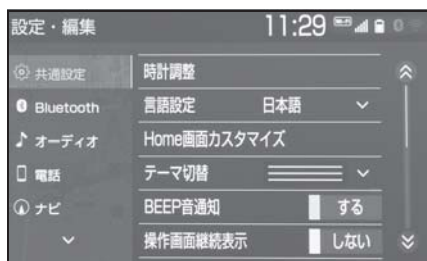 設定・編集 11:29 Wi-Fi 0
共通設定
Bluetooth
オーディオ
電話
ナビ
時計調整
言語設定 日本語
Home画面カスタマイズ
テーマ切替
BEEP音通知 する
操作画面継続表示 しない